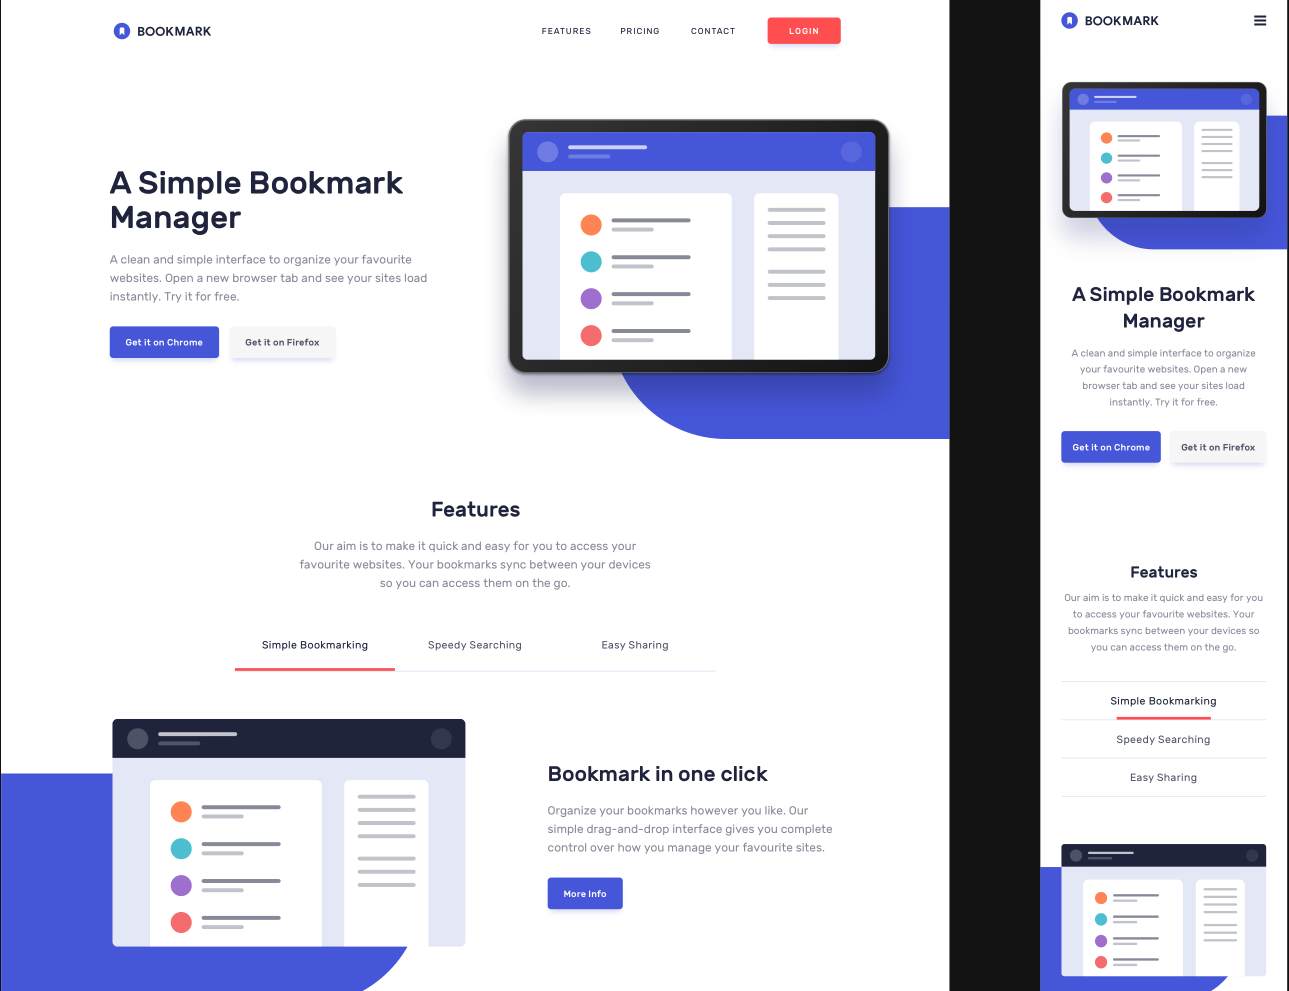 BOOKMARK
FEATURES
PRICING
CONTACT
LOGIN
A Simple Bookmark
Manager
A clean and simple interface to organize your favourite
websites. Open a new browser tab and see your sites load
instantly. Try it for free.
Get it on Chrome
Get it on Firefox
Features
Our aim is to make it quick and easy for you to access your
favourite websites. Your bookmarks sync between your devices
so you can access them on the go.
Simple Bookmarking
Speedy Searching
Easy Sharing
Bookmark in one click
Organize your bookmarks however you like. Our
simple drag-and-drop interface gives you complete
control over how you manage your favourite sites.
More Info
BOOKMARK
A Simple Bookmark
Manager
A clean and simple interface to organize
your favourite websites. Open a new
browser tab and see your sites load
instantly. Try it for free.
Get it on Chrome
Get it on Firefox
Features
Our aim is to make it quick and easy for you
to access your favourite websites. Your
bookmarks sync between your devices so
you can access them on the go.
Simple Bookmarking
Speedy Searching
Easy Sharing